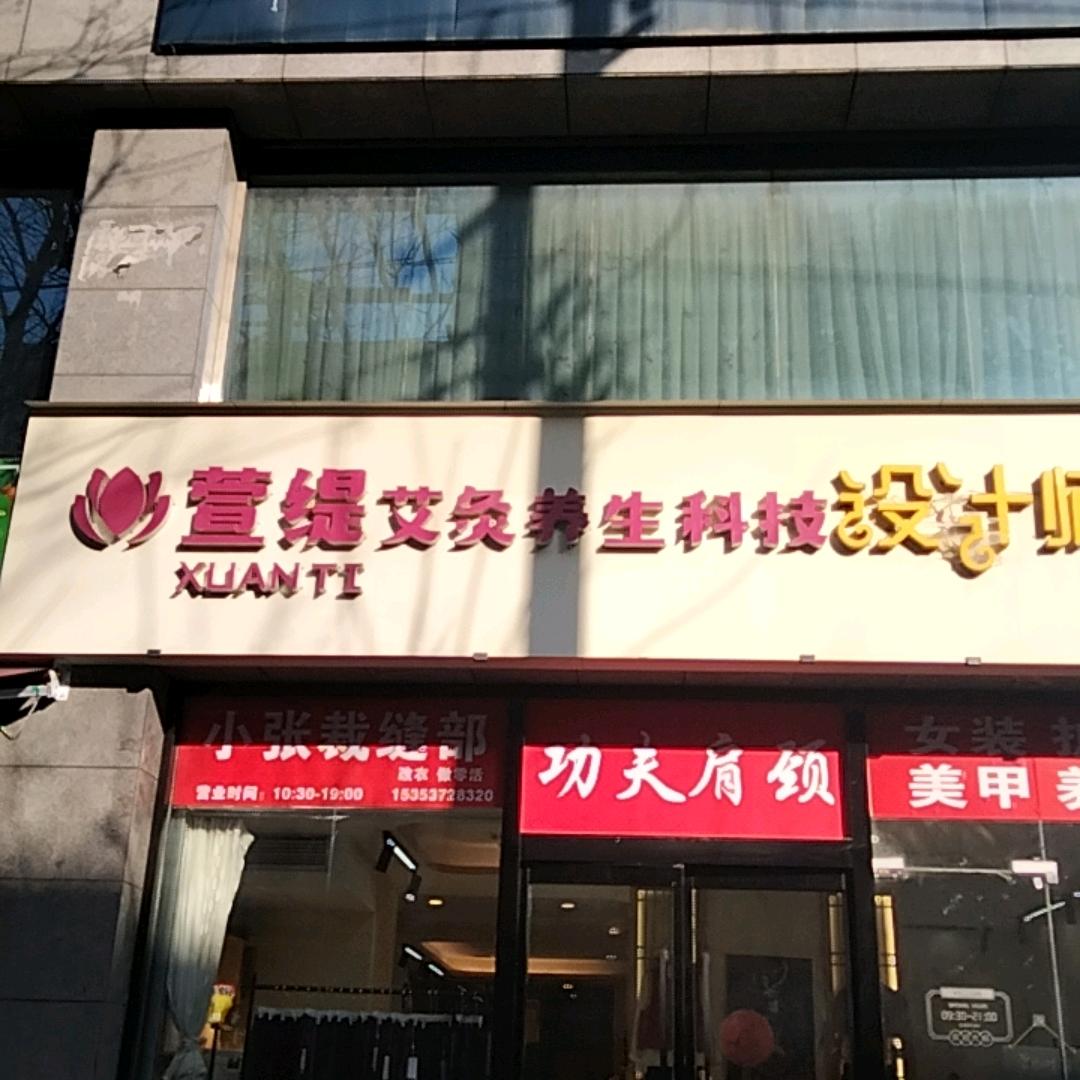 萱缇艾灸养生科技设计师
XUANTI
小张裁缝部
改衣 做零活
营业时间：10:30-19:00 15353728320
功夫肩颈
女装
美甲 美